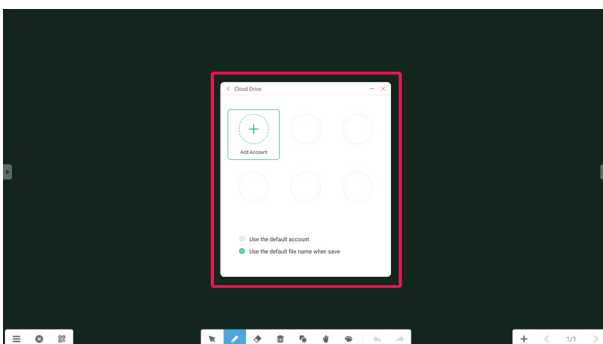 Cloud Drive
Add Account
Use the default account
Use the default file name when save
1/1